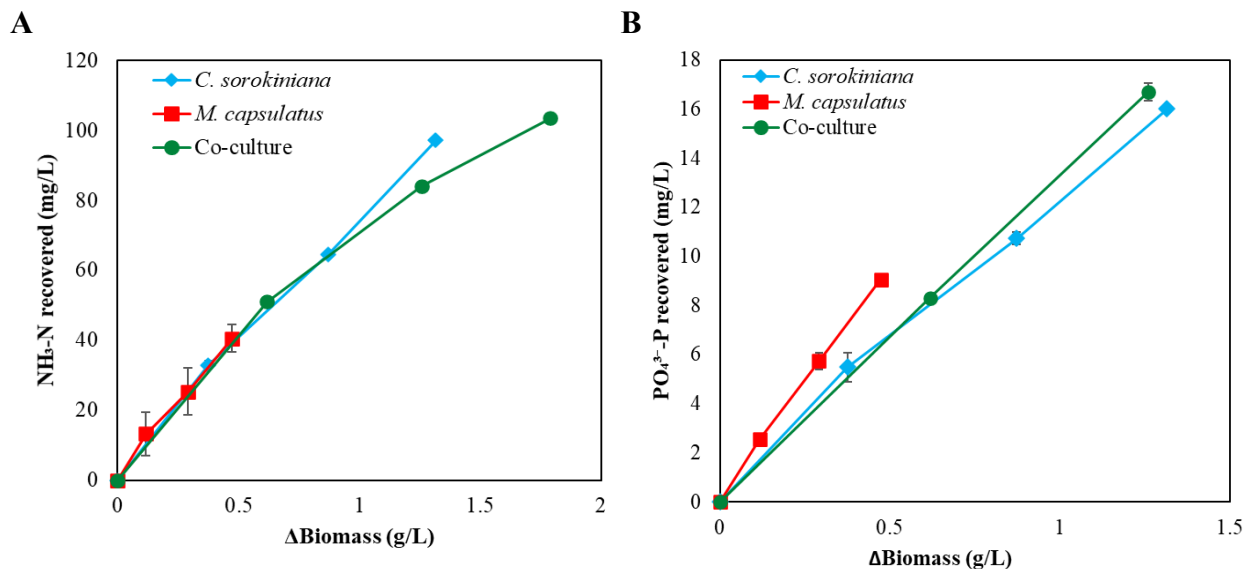 A
120
100
80
60
40
20
0
NH₃-N recovered (mg/L)
C. sorokiniana
M. capsulatus
Co-culture
0 0.5 1 1.5 2
ΔBiomass (g/L)
B
18
16
14
12
10
8
6
4
2
0
PO₄³⁻-P recovered (mg/L)
C. sorokiniana
M. capsulatus
Co-culture
0 0.5 1 1.5
ΔBiomass (g/L)